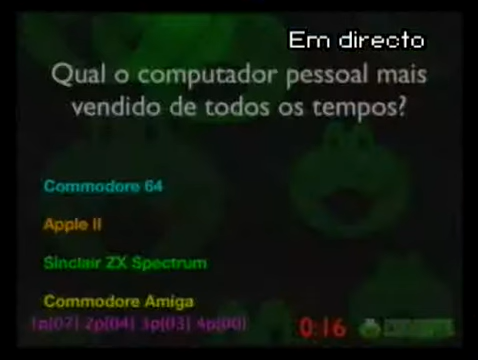 Em directo
Qual o computador pessoal mais
vendido de todos os tempos?
Commodore 64
Apple II
Sinclair ZX Spectrum
Commodore Amiga
1p[07] 2p[04] 3p[03] 4p[00]
0:16